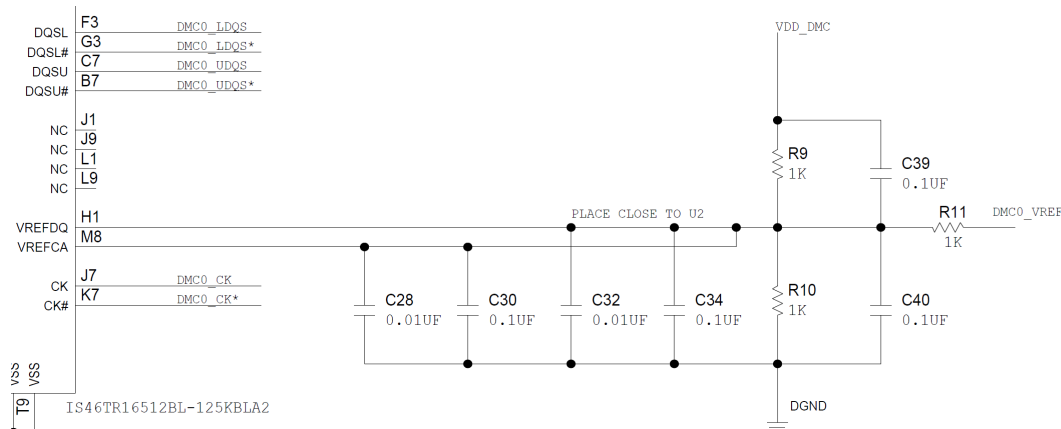 DQSL F3 DMC0_LDQS
DQSL# G3 DMC0_LDQS*
DQSU C7 DMC0_UDQS
DQSU# B7 DMC0_UDQS*
NC J1
NC J9
NC L1
NC L9
VREFDQ H1
VREFCA M8
CK J7 DMC0_CK
CK# K7 DMC0_CK*
VSS
VSS
T9
IS46TR16512BL-125KBLA2
PLACE CLOSE TO U2
VDD_DMC
R9
1K
C39
0.1UF
R11
1K
DMC0_VREF
C28
0.01UF
C30
0.1UF
C32
0.01UF
C34
0.1UF
R10
1K
C40
0.1UF
DGND